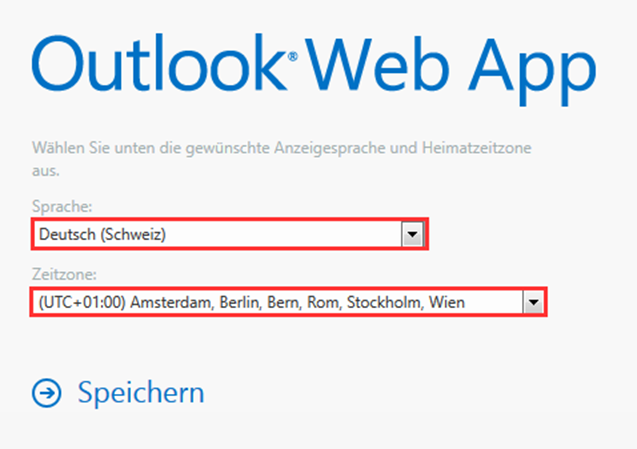 Outlook® Web App
Wählen Sie unten die gewünschte Anzeigesprache und Heimatzeitzone
aus.
Sprache:
Deutsch (Schweiz)
Zeitzone:
(UTC+01:00) Amsterdam, Berlin, Bern, Rom, Stockholm, Wien
Speichern